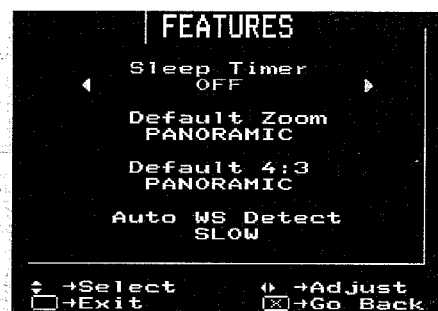 FEATURES
Sleep Timer
OFF
Default Zoom
PANORAMIC
Default 4:3
PANORAMIC
Auto WS Detect
SLOW
→Select →Adjust
→Exit X→Go Back